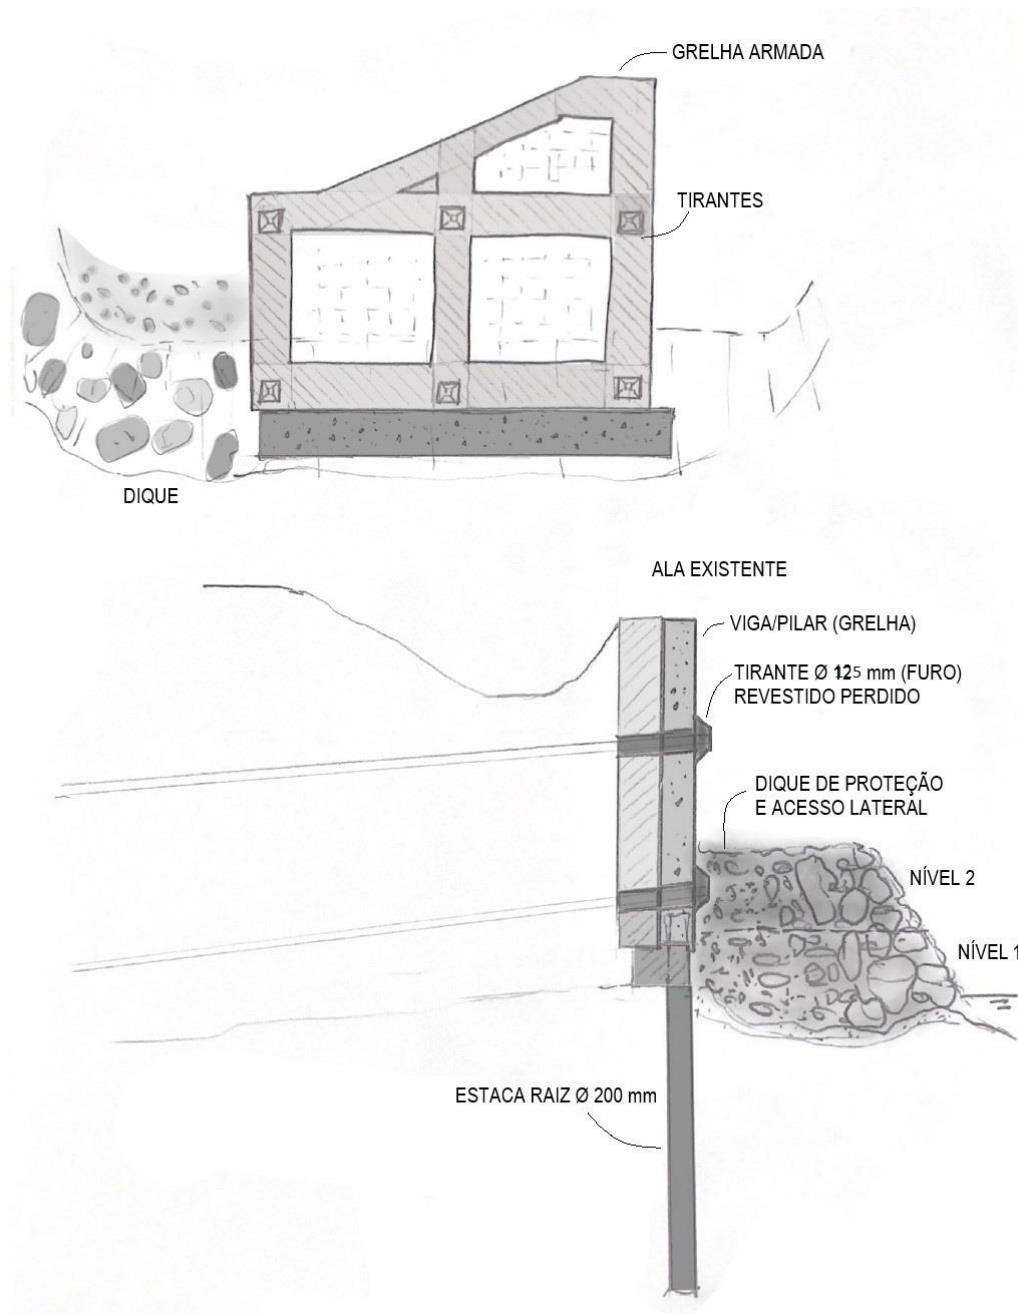 GRELHA ARMADA
TIRANTES
DIQUE
ALA EXISTENTE
VIGA/PILAR (GRELHA)
TIRANTE Ø 125 mm (FURO)
REVESTIDO PERDIDO
DIQUE DE PROTEÇÃO
E ACESSO LATERAL
NÍVEL 2
NÍVEL 1
ESTACA RAIZ Ø 200 mm